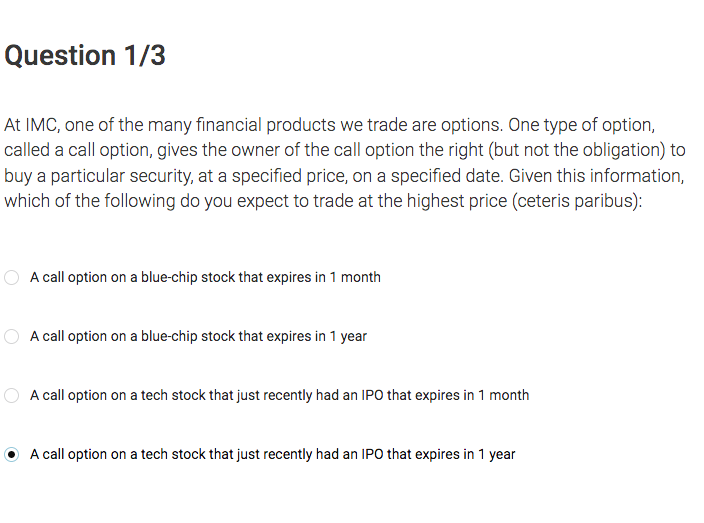 Question 1/3
At IMC, one of the many financial products we trade are options. One type of option,
called a call option, gives the owner of the call option the right (but not the obligation) to
buy a particular security, at a specified price, on a specified date. Given this information,
which of the following do you expect to trade at the highest price (ceteris paribus):
A call option on a blue-chip stock that expires in 1 month
A call option on a blue-chip stock that expires in 1 year
A call option on a tech stock that just recently had an IPO that expires in 1 month
A call option on a tech stock that just recently had an IPO that expires in 1 year